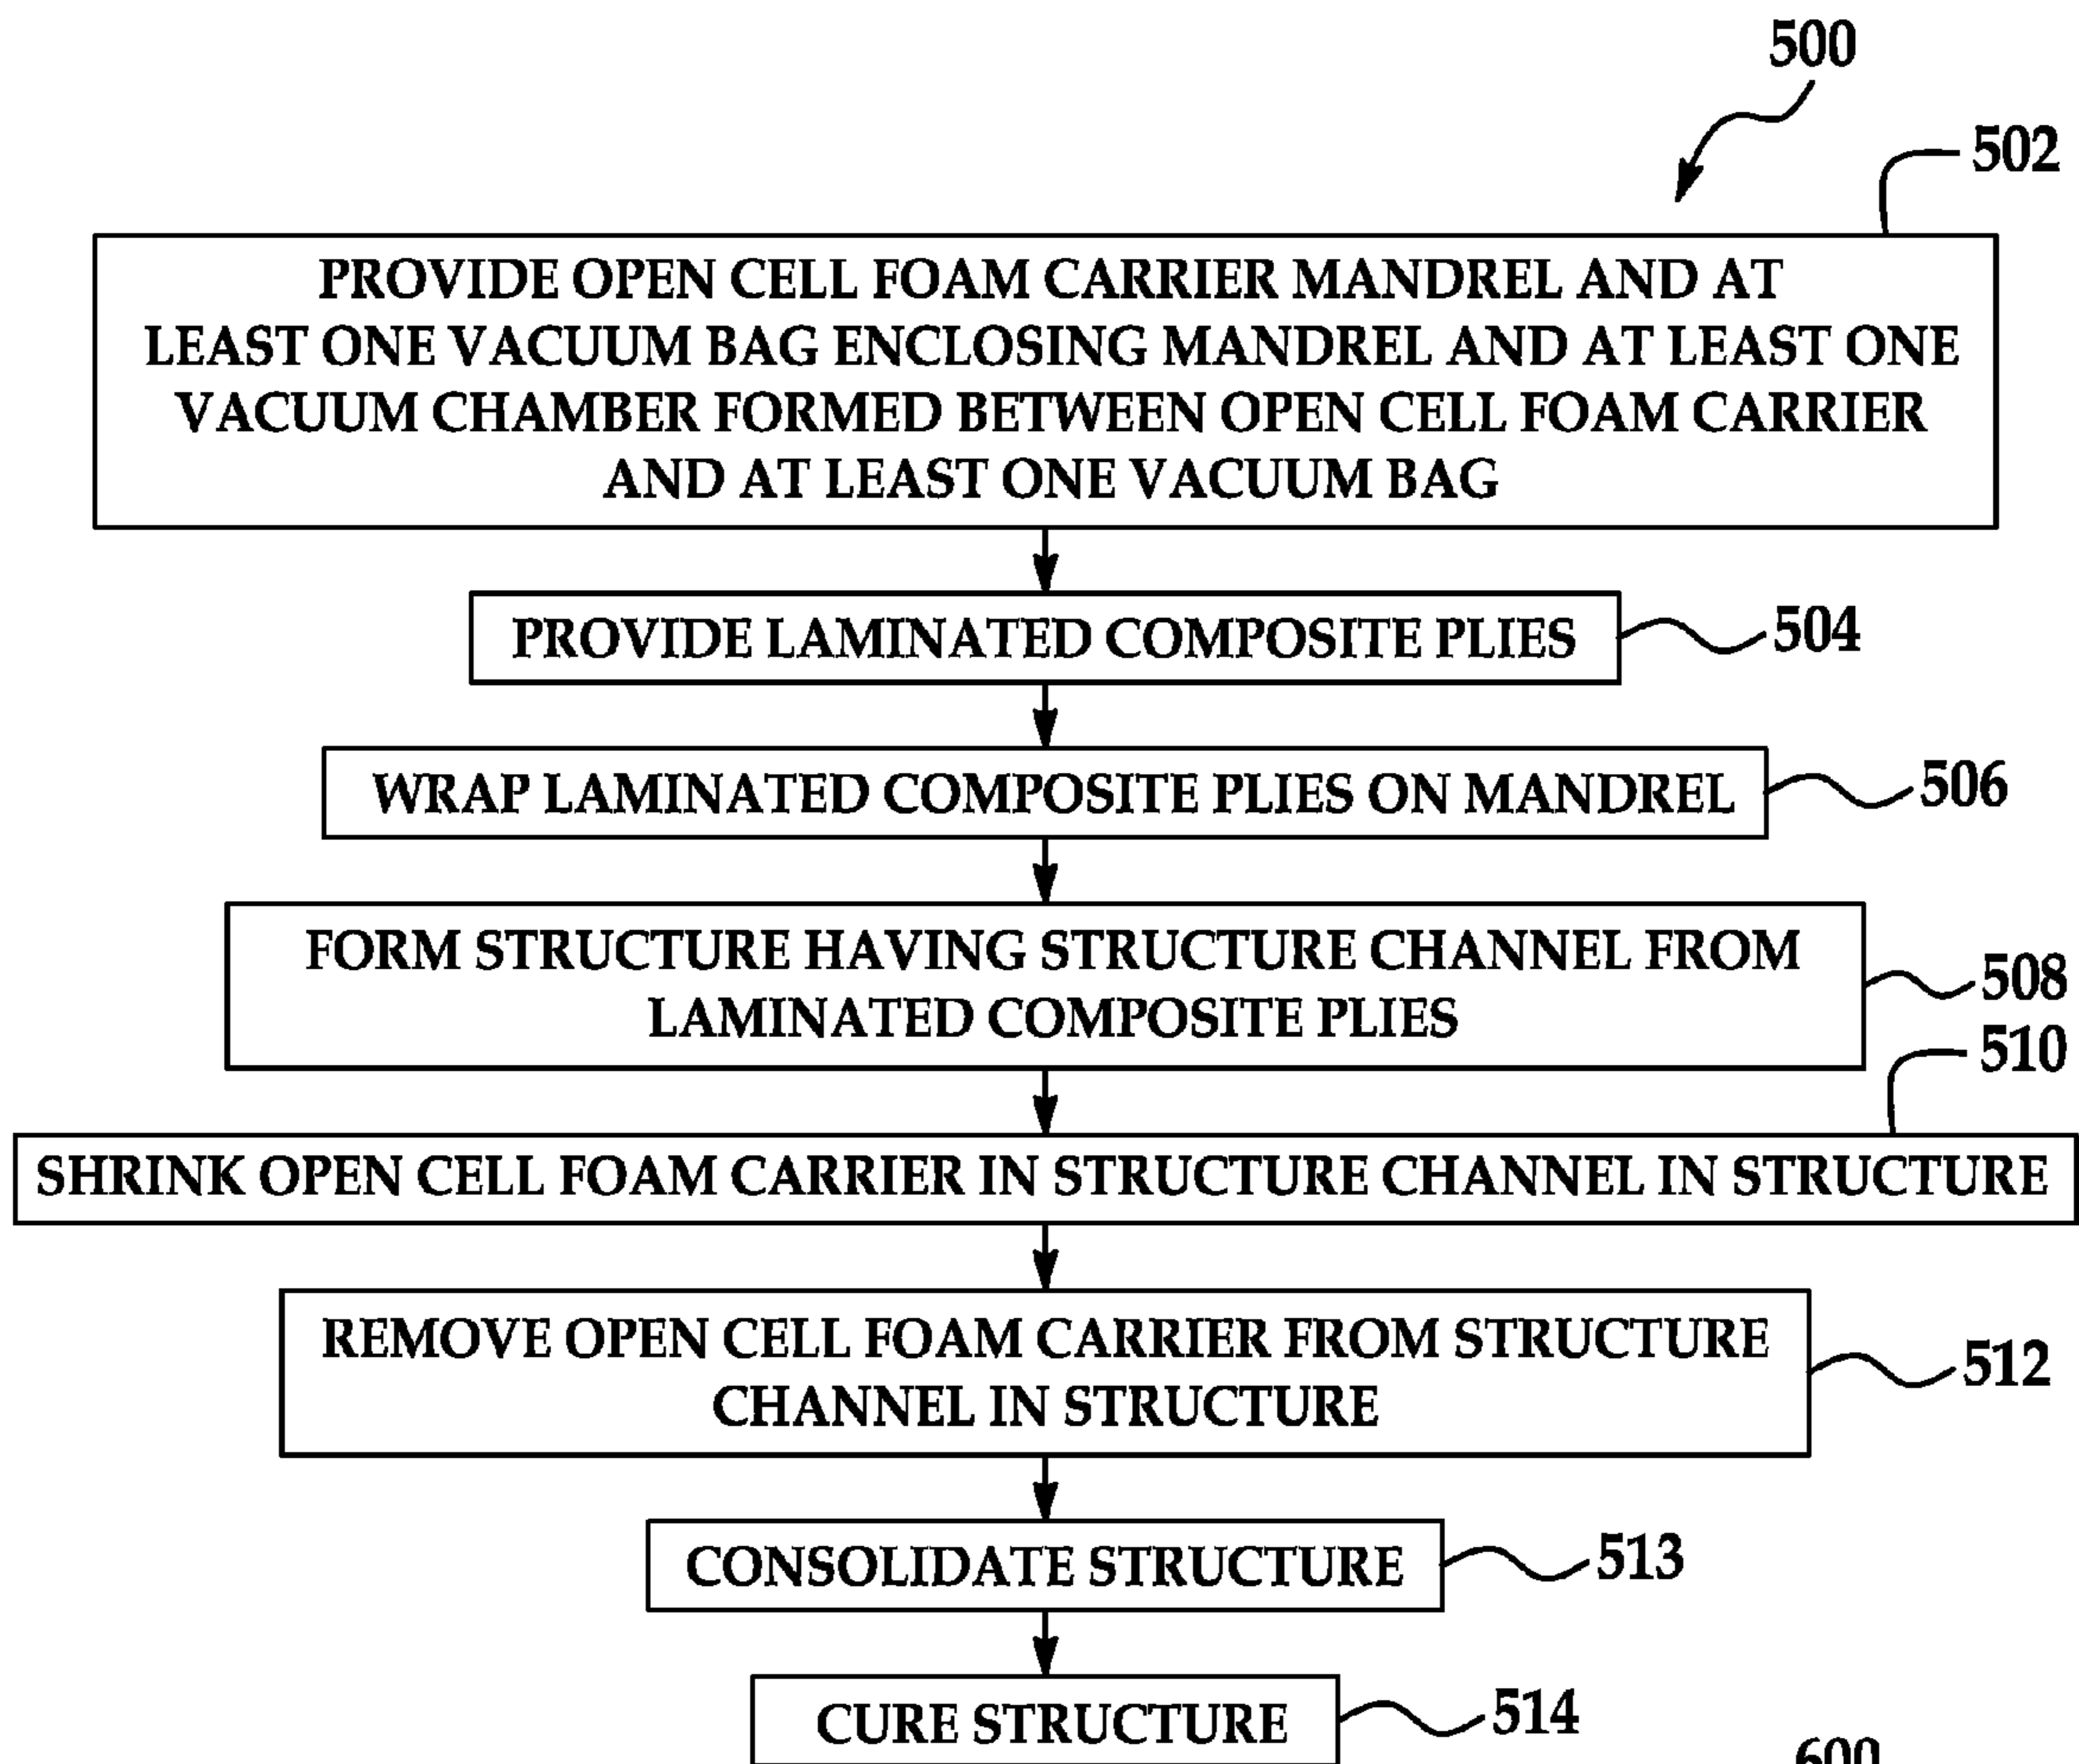 500
502
PROVIDE OPEN CELL FOAM CARRIER MANDREL AND AT
LEAST ONE VACUUM BAG ENCLOSING MANDREL AND AT LEAST ONE
VACUUM CHAMBER FORMED BETWEEN OPEN CELL FOAM CARRIER
AND AT LEAST ONE VACUUM BAG
PROVIDE LAMINATED COMPOSITE PLIES
504
WRAP LAMINATED COMPOSITE PLIES ON MANDREL
506
FORM STRUCTURE HAVING STRUCTURE CHANNEL FROM
LAMINATED COMPOSITE PLIES
508
510
SHRINK OPEN CELL FOAM CARRIER IN STRUCTURE CHANNEL IN STRUCTURE
REMOVE OPEN CELL FOAM CARRIER FROM STRUCTURE
CHANNEL IN STRUCTURE
512
CONSOLIDATE STRUCTURE
513
CURE STRUCTURE
514
600